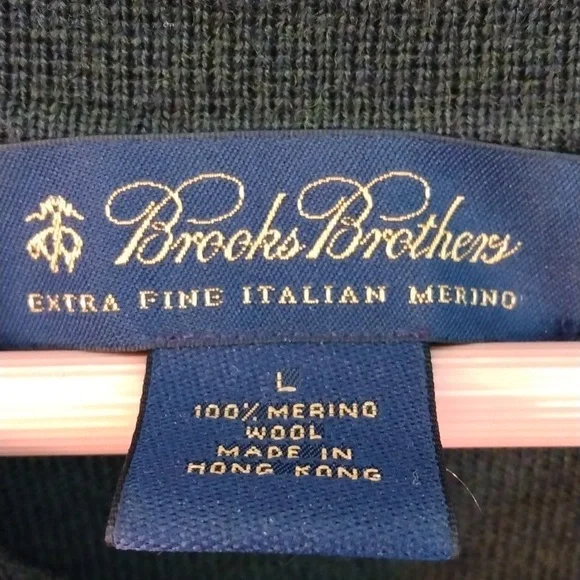 Brooks Brothers
EXTRA FINE ITALIAN MERINO
L
100% MERINO
WOOL
MADE IN
HONG KONG